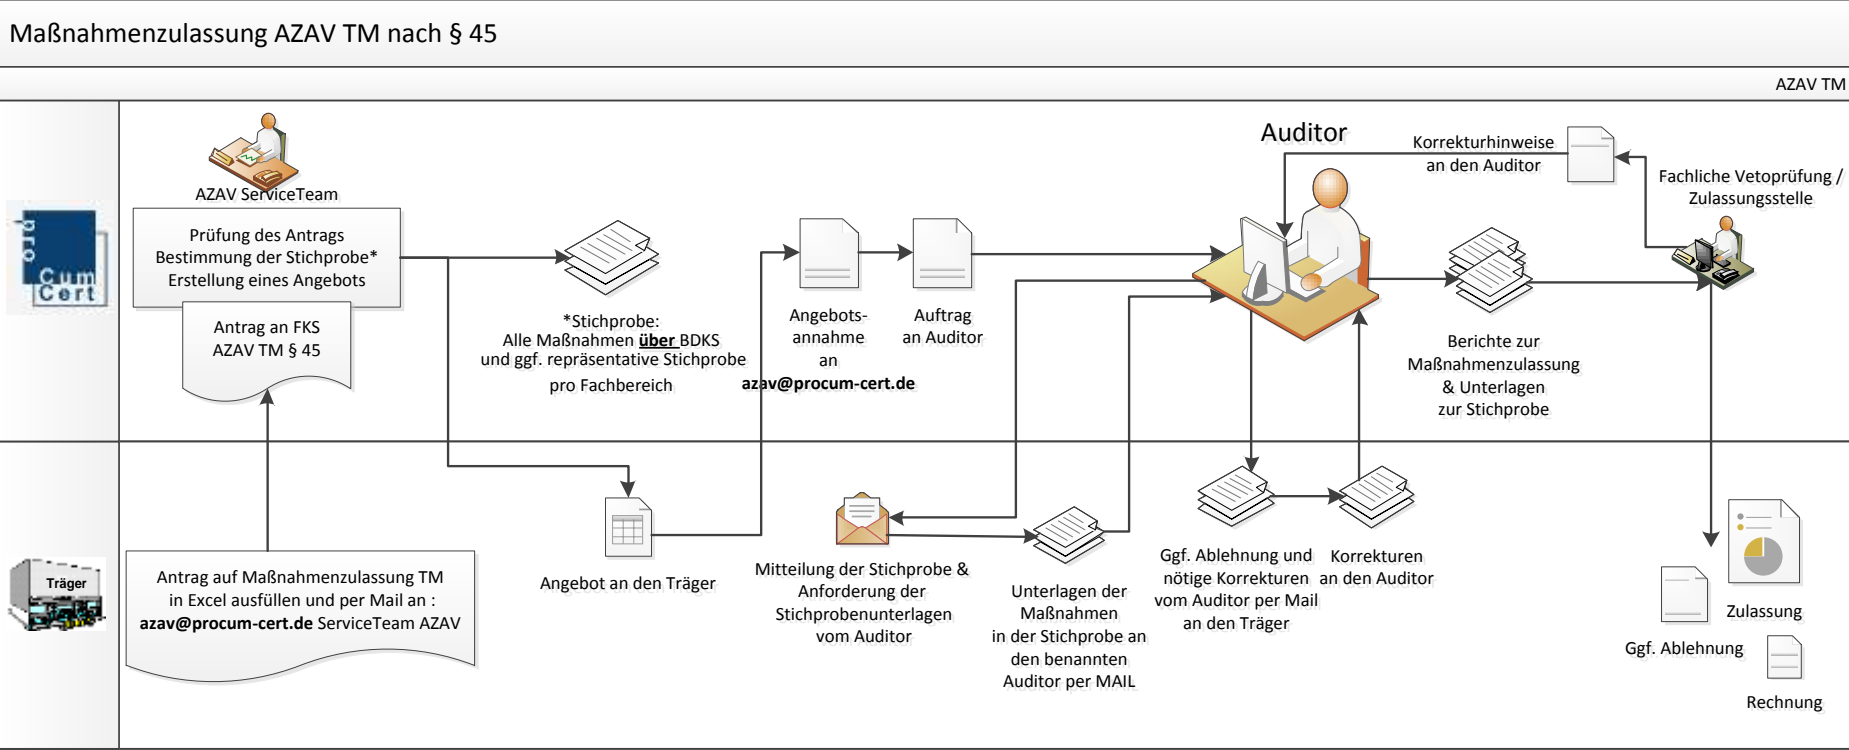 Maßnahmenzulassung AZAV TM nach § 45
AZAV TM
pro
Cum
Cert
AZAV ServiceTeam
Prüfung des Antrags
Bestimmung der Stichprobe*
Erstellung eines Angebots
Antrag an FKS
AZAV TM § 45
*Stichprobe:
Alle Maßnahmen über BDKS
und ggf. repräsentative Stichprobe
pro Fachbereich
Angebots-
annahme
an
azav@procum-cert.de
Auftrag
an Auditor
Auditor
Korrekturhinweise
an den Auditor
Fachliche Vetoprüfung /
Zulassungsstelle
Berichte zur
Maßnahmenzulassung
& Unterlagen
zur Stichprobe
Träger
Antrag auf Maßnahmenzulassung TM
in Excel ausfüllen und per Mail an :
azav@procum-cert.de ServiceTeam AZAV
Angebot an den Träger
Mitteilung der Stichprobe &
Anforderung der
Stichprobenunterlagen
vom Auditor
Unterlagen der
Maßnahmen
in der Stichprobe an
den benannten
Auditor per MAIL
Ggf. Ablehnung und
nötige Korrekturen
vom Auditor per Mail
an den Träger
Korrekturen
an den Auditor
Zulassung
Ggf. Ablehnung
Rechnung